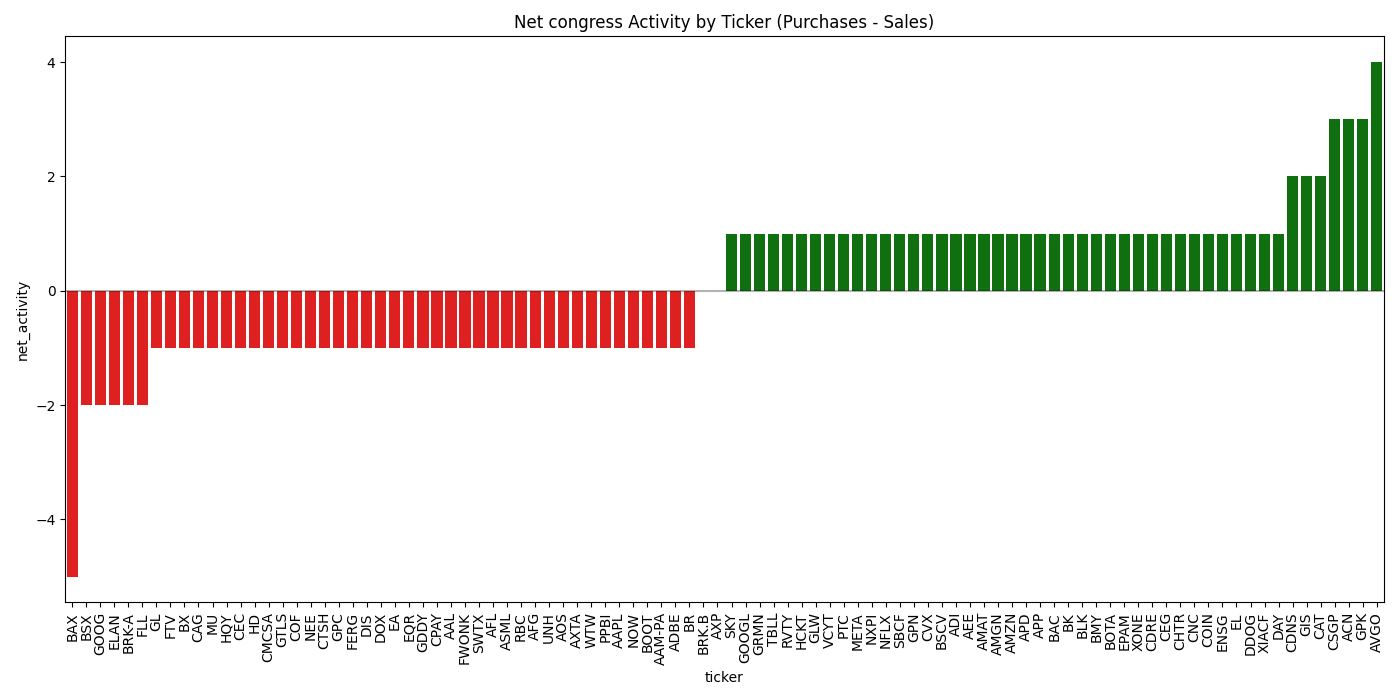 Net congress Activity by Ticker (Purchases - Sales)
4
2
0
−2
−4
net_activity
BAX
BSX
GOOG
ELAN
BRK-A
FLL
GL
FTV
BX
CAG
MU
HQY
CEC
HD
CMCSA
GTLS
COF
NEE
CTSH
GPC
FERG
DIS
DOX
EA
EQR
GDDY
CPAY
AAL
FWONK
SWTX
AFL
ASML
RBC
AFG
UNH
AOS
AXTA
WTW
PPBI
AAPL
NOW
BOOT
AAM-PA
ADBE
BR
BRK.B
AXP
SKY
GOOGL
GRMN
TBLL
RVTY
HCKT
GLW
VCYT
PTC
META
NXPI
NFLX
SBCF
GPN
CVX
BSCV
ADI
AEE
AMAT
AMGN
AMZN
APD
APP
BAC
BK
BLK
BMY
BOTA
EPAM
XONE
CDRE
CEG
CHTR
CNC
COIN
ENSG
EL
DDOG
XIACF
DAY
CDNS
GIS
CAT
CSGP
ACN
GPK
AVGO
ticker